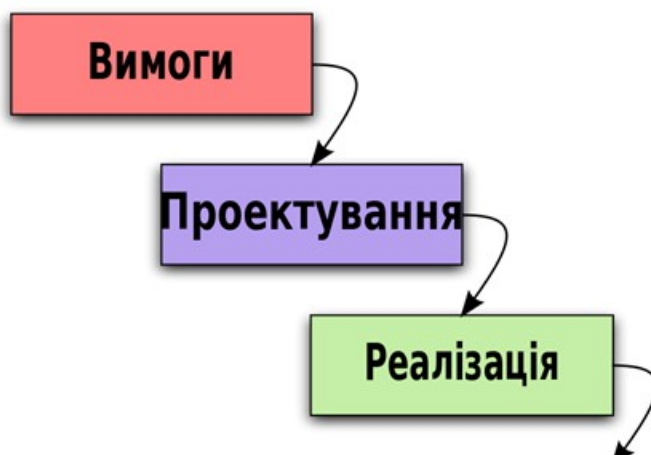 Вимоги
Проектування
Реалізація